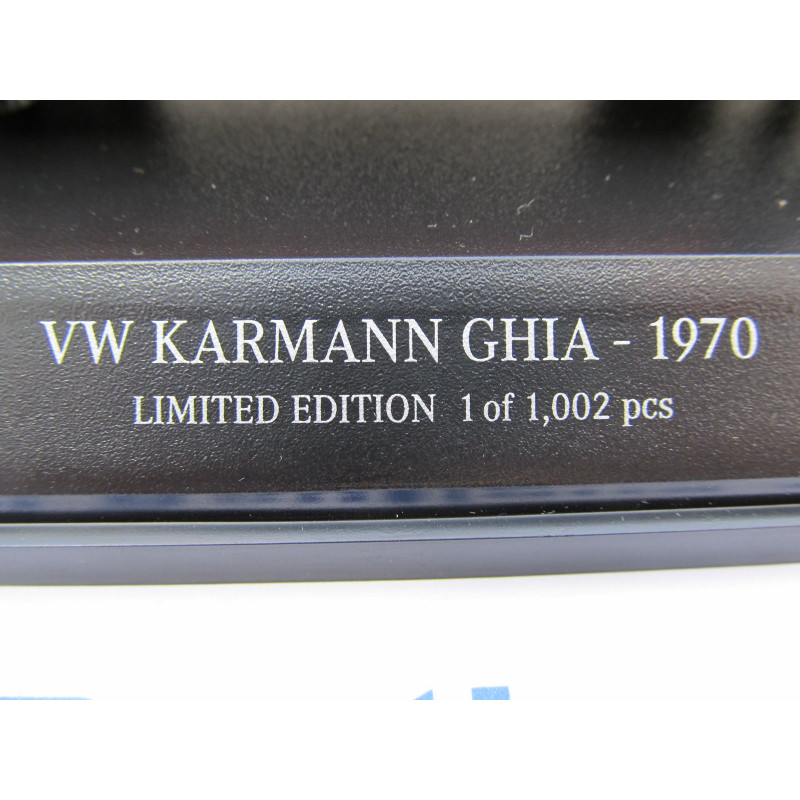 VW KARMANN GHIA - 1970
LIMITED EDITION 1 of 1,002 pcs